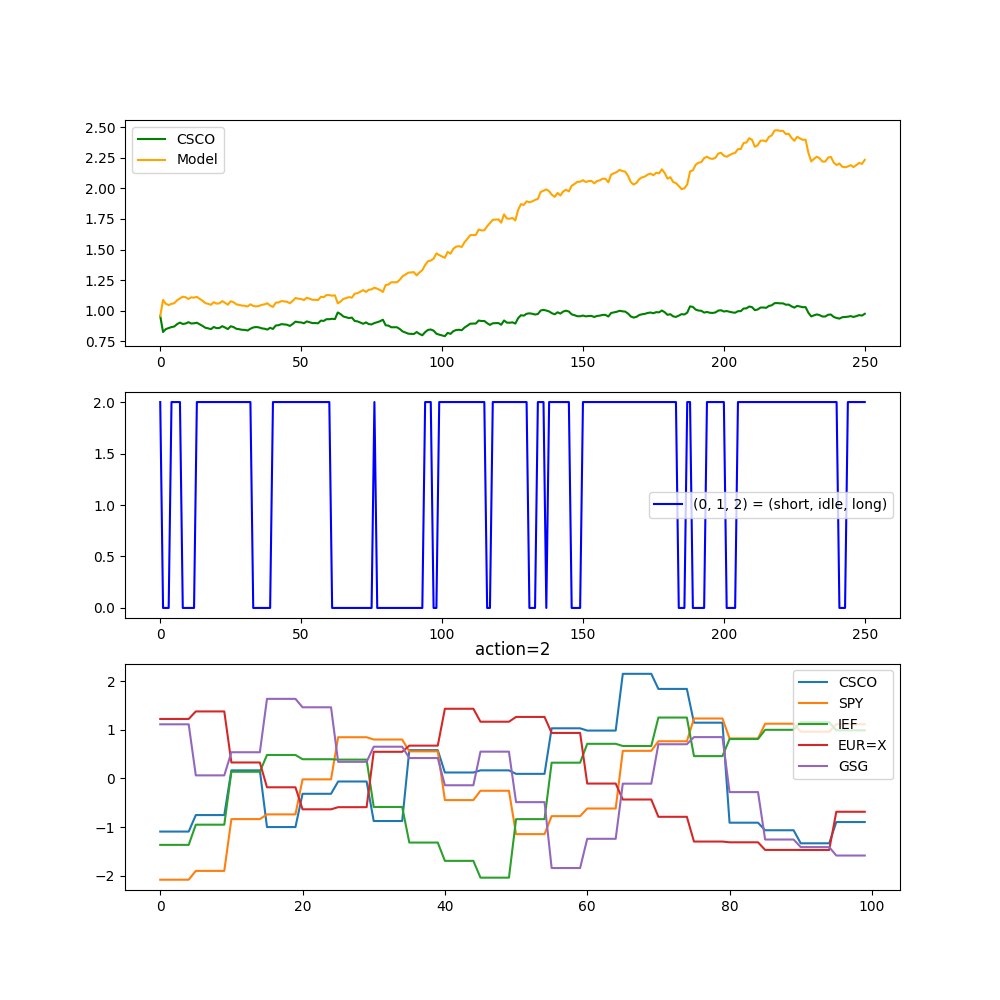 2.50
2.25
2.00
1.75
1.50
1.25
1.00
0.75
CSCO
Model
0 50 100 150 200 250
2.0
1.5
1.0
0.5
0.0
(0, 1, 2) = (short, idle, long)
0 50 100 150 200 250
action=2
2
1
0
−1
−2
CSCO
SPY
IEF
EUR=X
GSG
0 20 40 60 80 100